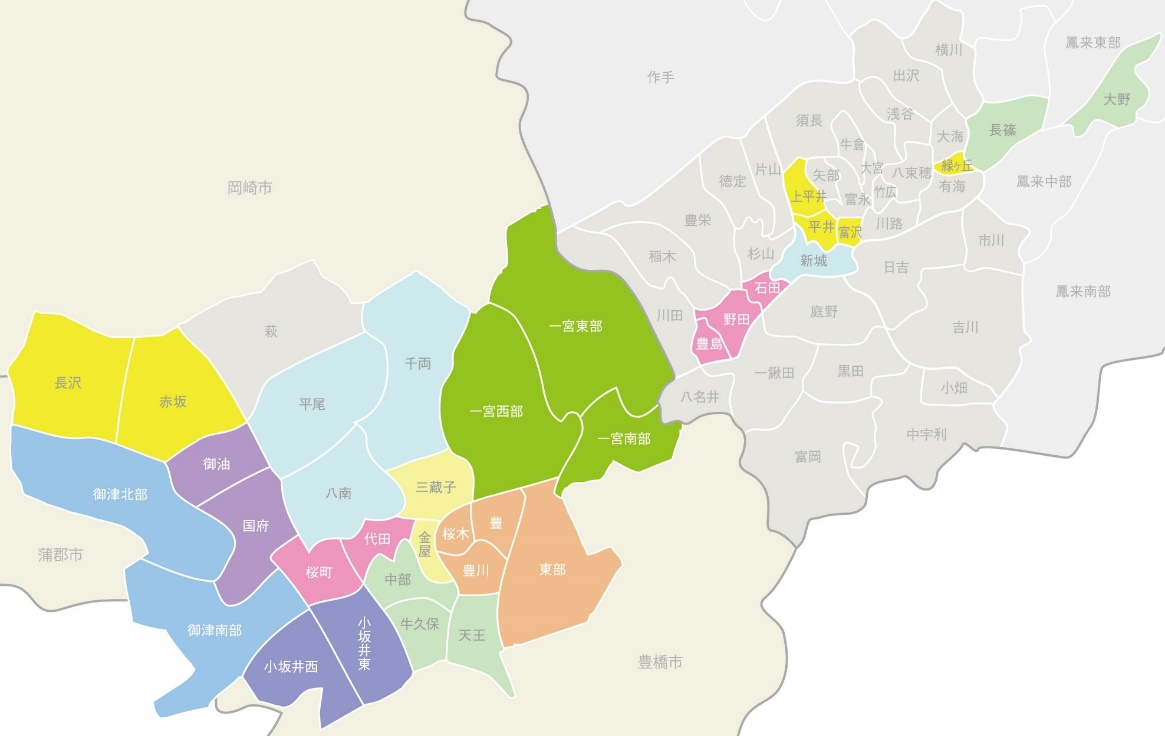 横川
鳳来東部
作手
出沢
大野
浅谷
須長
長篠
大海
牛倉
緑ヶ丘
大宮
片山
八束穂
矢部
徳定
鳳来中部
岡崎市
有海
竹広
上平井
富永
豊栄
川路
平井
富沢
市川
杉山
稲木
新城
日吉
石田
鳳来南部
庭野
川田
野田
一宮東部
吉川
萩
豊島
千両
黒田
一鍬田
長沢
小畑
八名井
赤坂
平尾
一宮西部
中宇利
一宮南部
富岡
御油
三蔵子
八南
御津北部
豊
国府
桜木
代田
金屋
蒲郡市
東部
豊川
桜町
中部
牛久保
御津南部
天王
小坂井東
豊橋市
小坂井西